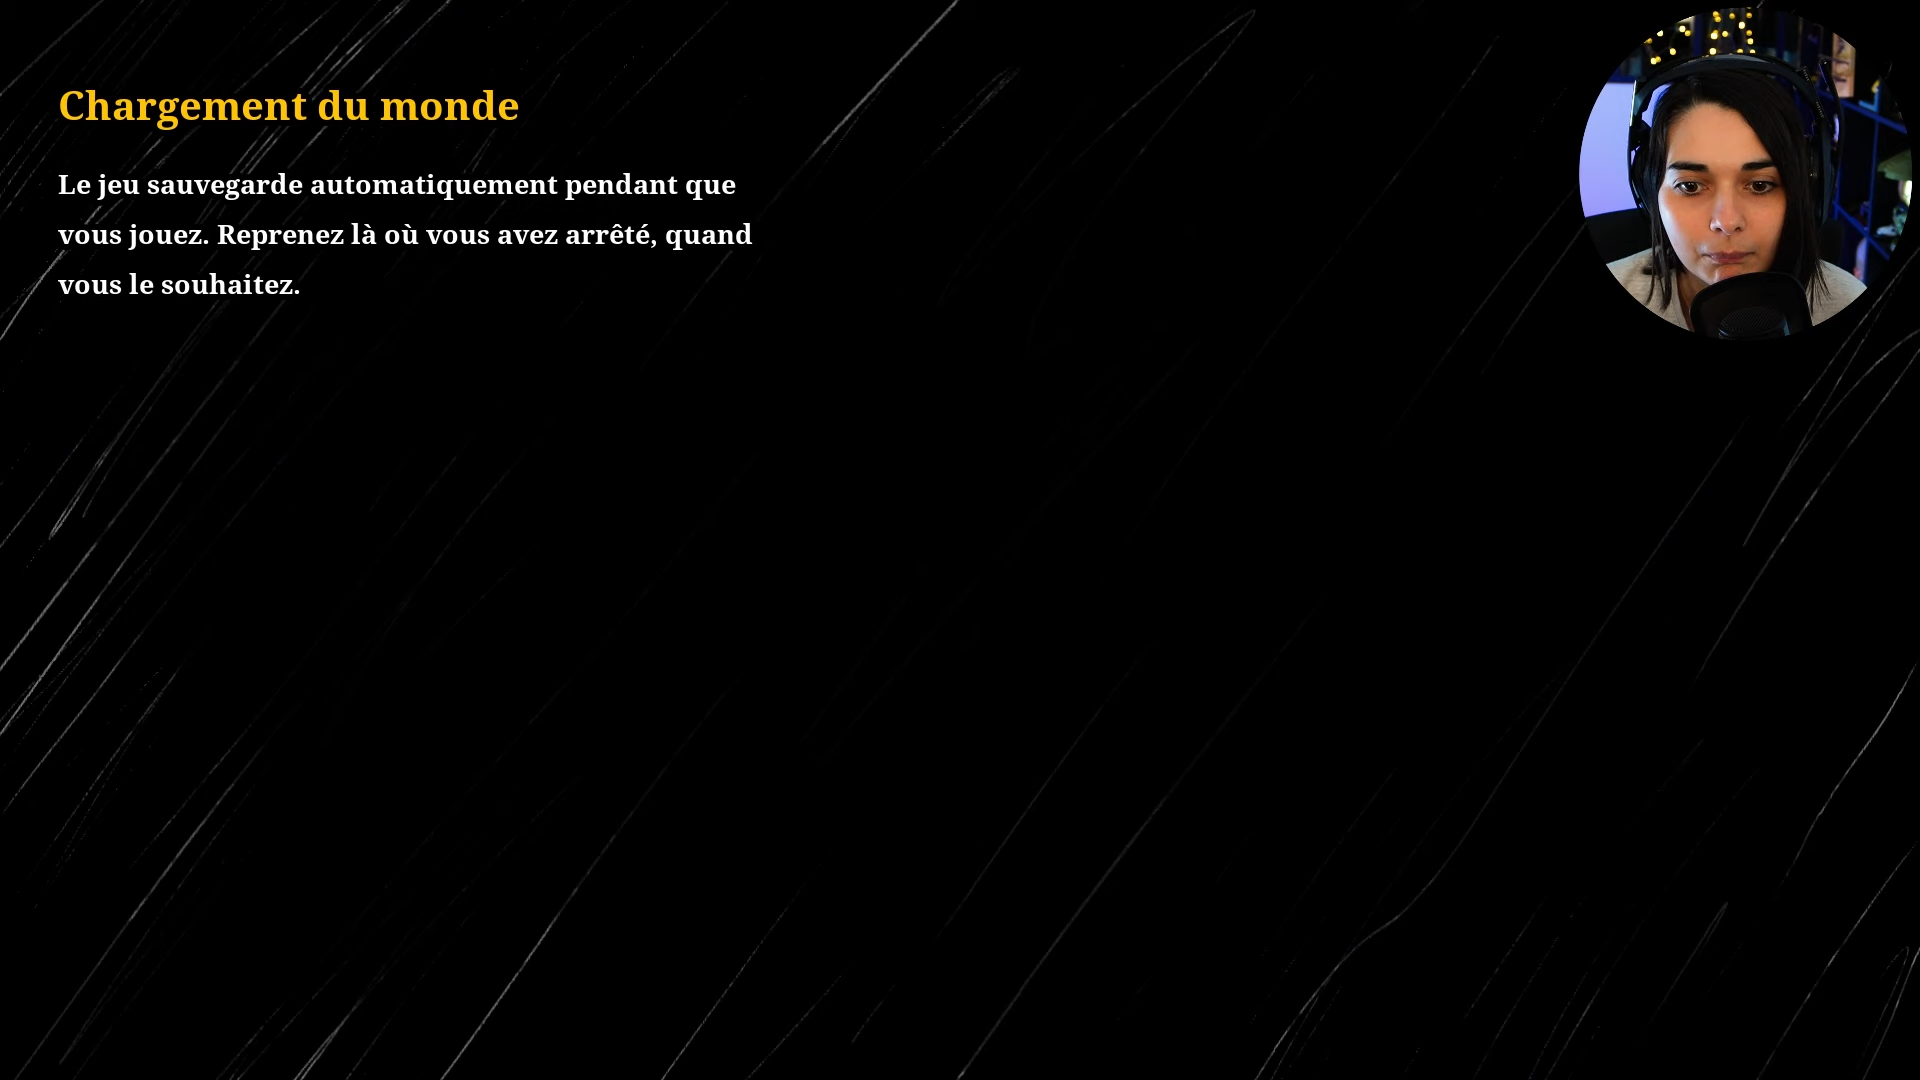 Chargement du monde
Le jeu sauvegarde automatiquement pendant que
vous jouez. Reprenez là où vous avez arrêté, quand
vous le souhaitez.